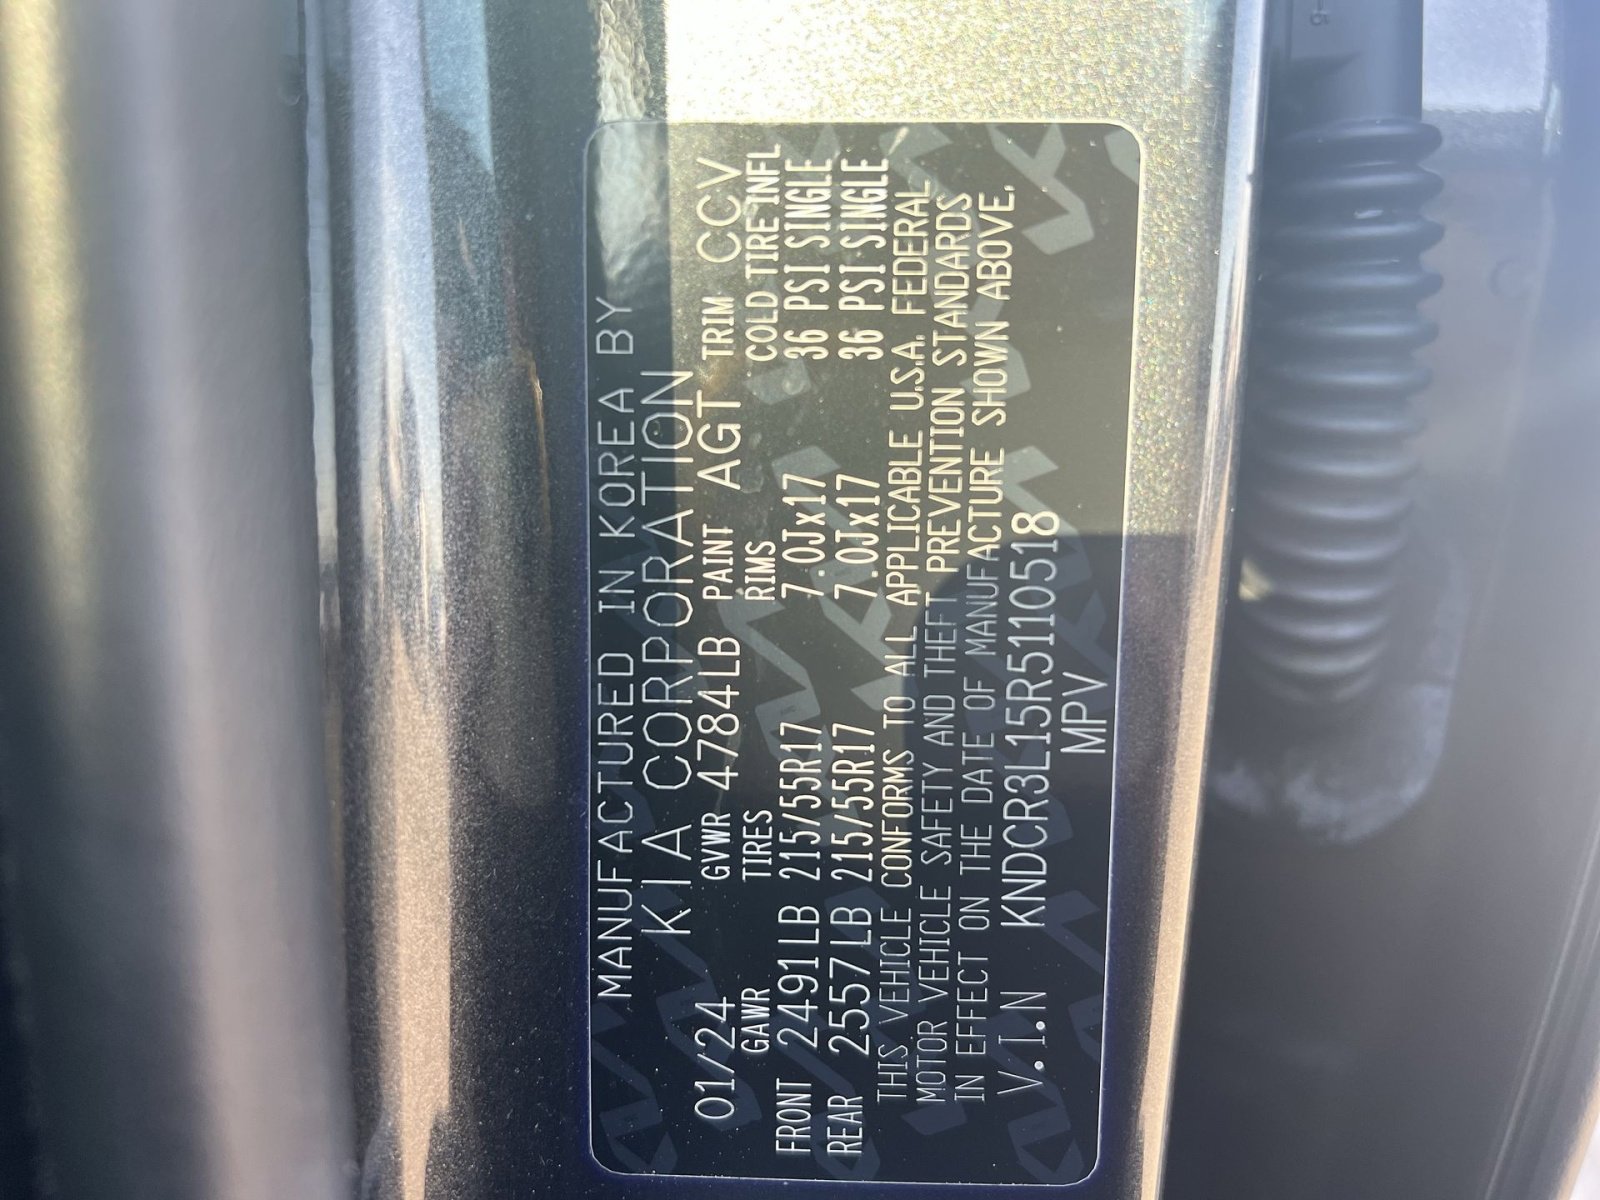 MANUFACTURED IN KOREA BY
KIA CORPORATION
01/24 GVWR 4784LB PAINT AGT TRIM CCV
GAWR TIRES RIMS COLD TIRE INFL
FRONT 2491LB 215/55R17 7.0Jx17 36 PSI SINGLE
REAR 2557LB 215/55R17 7.0Jx17 36 PSI SINGLE
THIS VEHICLE CONFORMS TO ALL APPLICABLE U.S.A. FEDERAL
MOTOR VEHICLE SAFETY AND THEFT PREVENTION STANDARDS
IN EFFECT ON THE DATE OF MANUFACTURE SHOWN ABOVE.
V.I.N KNDCR3L15R5110518
MPV